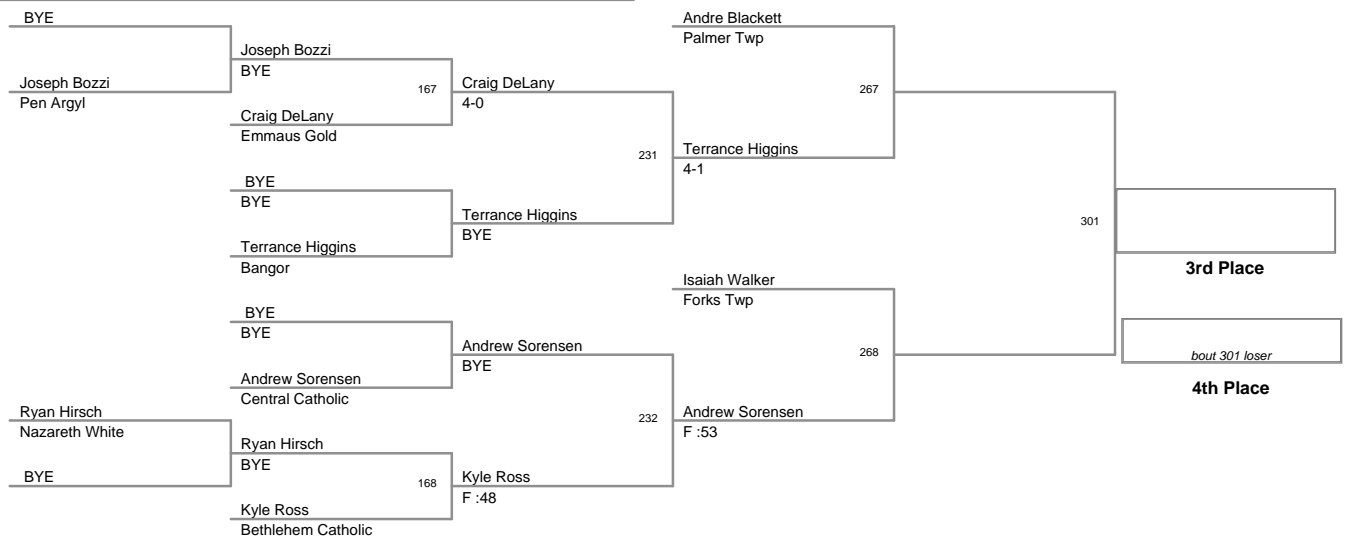 BYE
Joseph Bozzi
Pen Argyl
Joseph Bozzi
BYE
167
Craig DeLany
Emmaus Gold
Craig DeLany
4-0
BYE
BYE
Terrance Higgins
Bangor
Terrance Higgins
BYE
231
Andre Blackett
Palmer Twp
267
Terrance Higgins
4-1
BYE
BYE
Andrew Sorensen
Central Catholic
Andrew Sorensen
BYE
Ryan Hirsch
Nazareth White
BYE
Ryan Hirsch
BYE
168
Kyle Ross
Bethlehem Catholic
Kyle Ross
F :48
232
Isaiah Walker
Forks Twp
268
Andrew Sorensen
F :53
301
3rd Place
bout 301 loser
4th Place